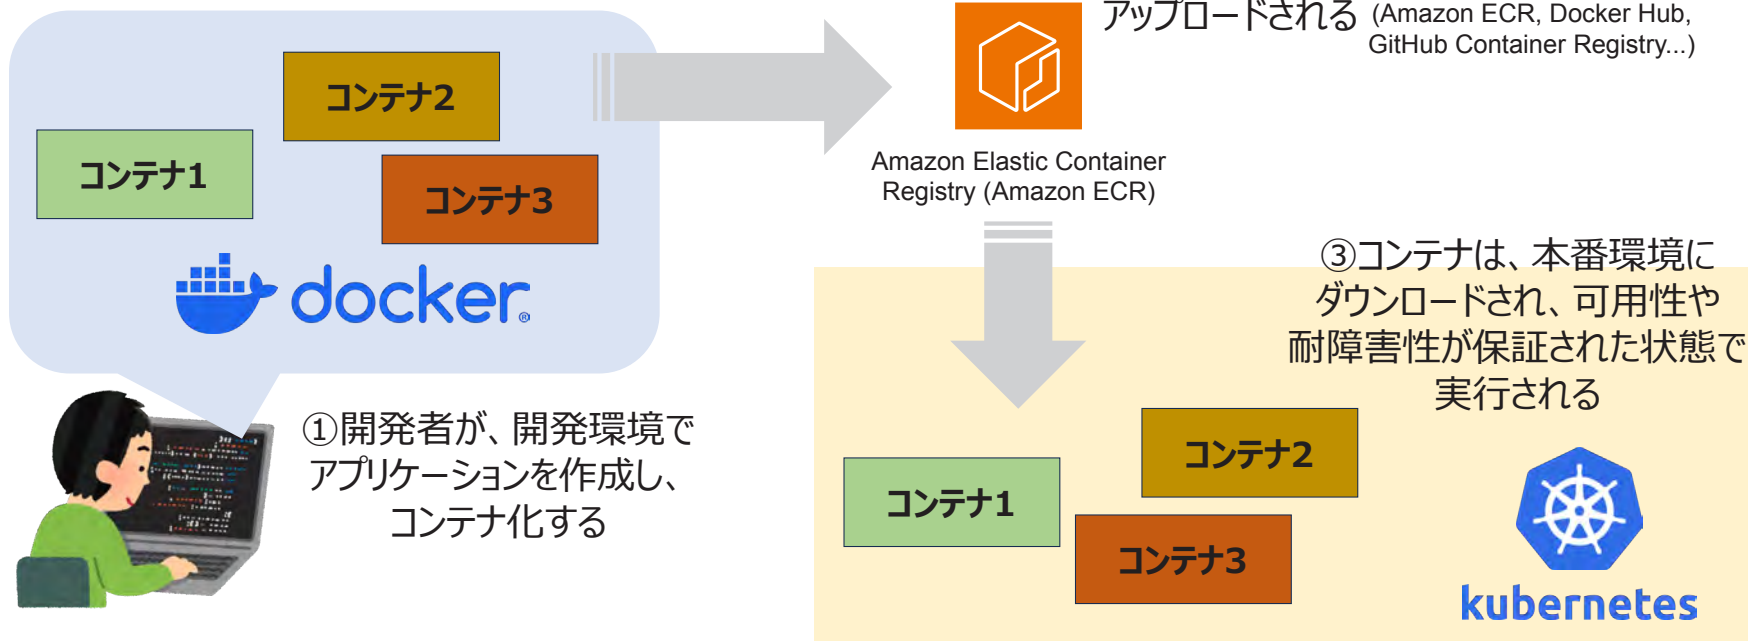 コンテナ2
コンテナ1
コンテナ3
docker®
①開発者が、開発環境で
アプリケーションを作成し、
コンテナ化する
アップロードされる
(Amazon ECR, Docker Hub,
GitHub Container Registry...)
Amazon Elastic Container
Registry (Amazon ECR)
③コンテナは、本番環境に
ダウンロードされ、可用性や
耐障害性が保証された状態で
実行される
コンテナ2
コンテナ1
コンテナ3
kubernetes